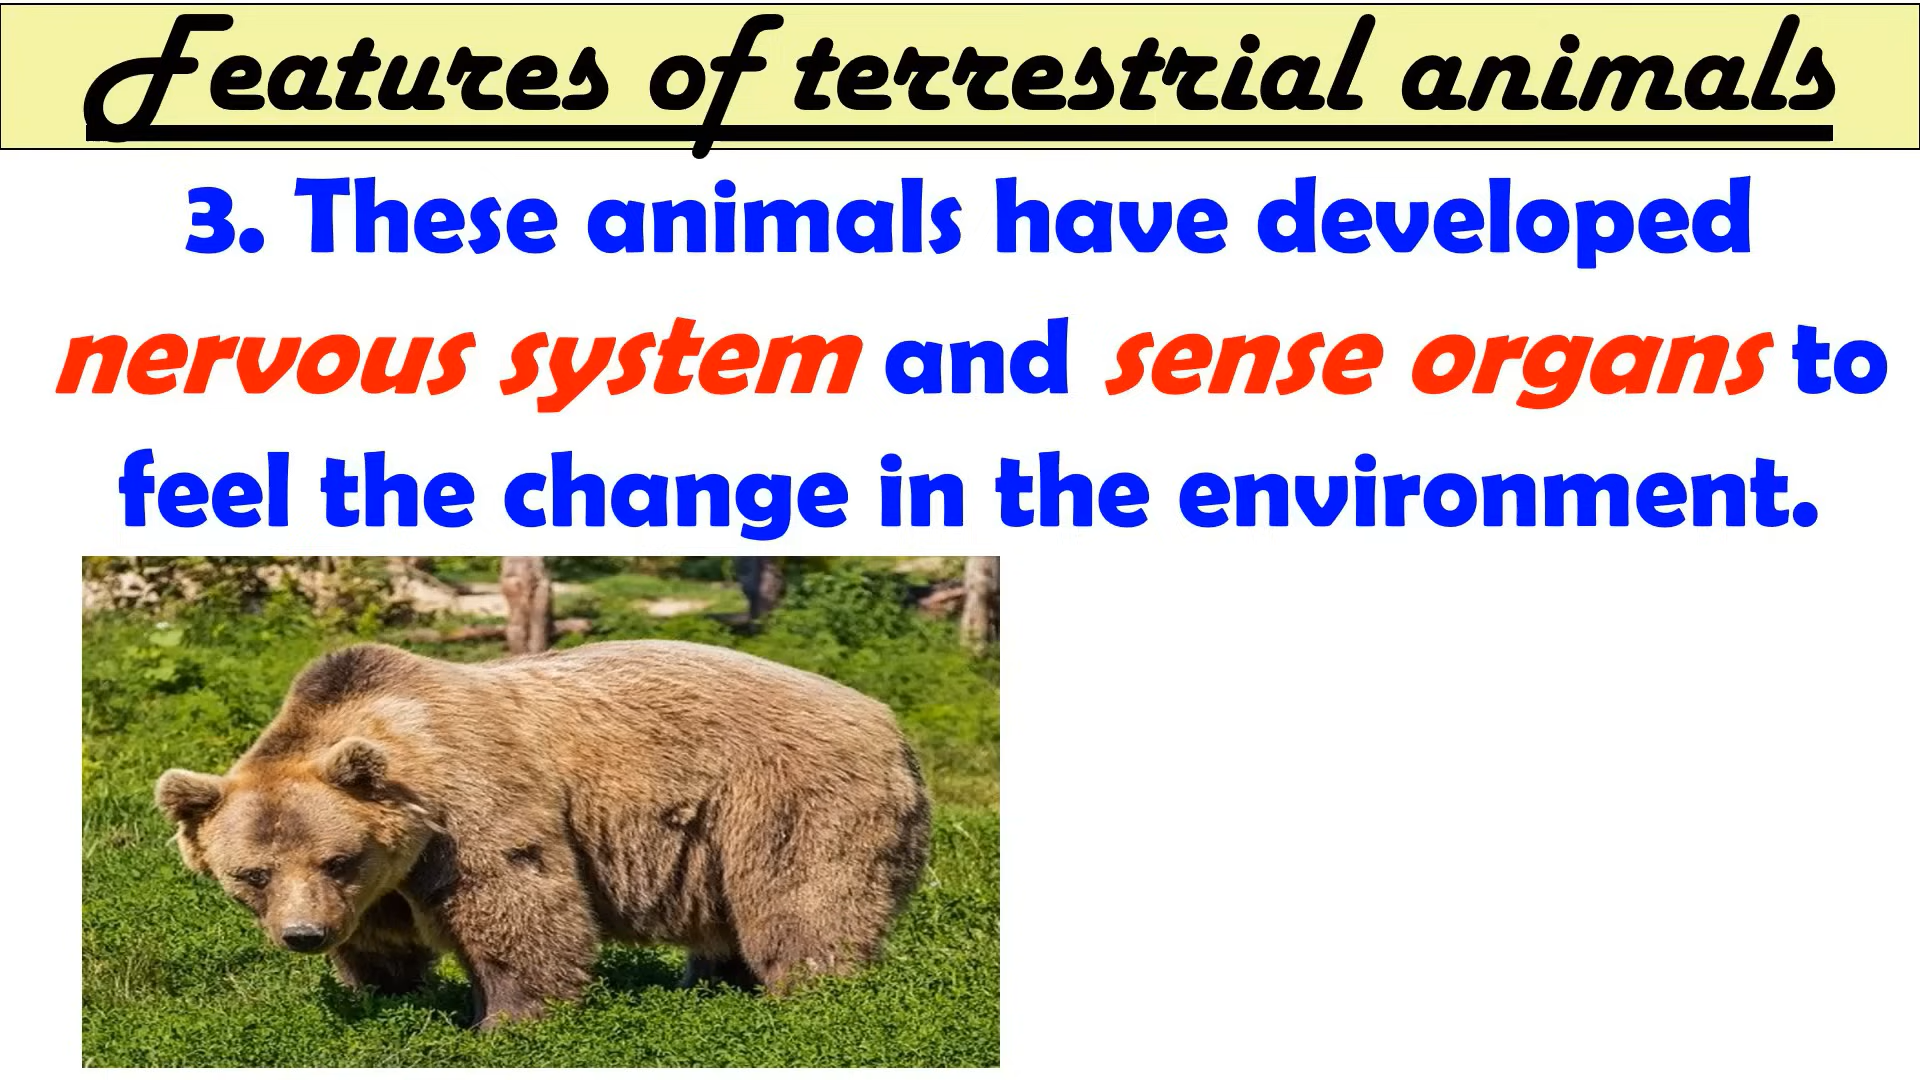 Features of terrestrial animals
3. These animals have developed
nervous system and sense organs to
feel the change in the environment.